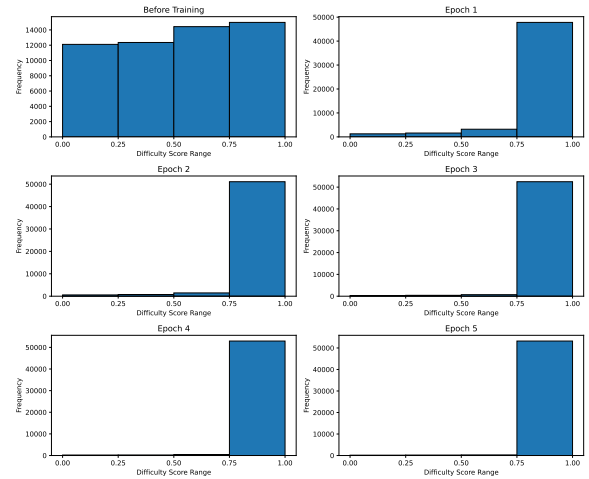 Before Training
Epoch 1
Frequency
14000
12000
10000
8000
6000
4000
2000
0
0.00 0.25 0.50 0.75 1.00
Difficulty Score Range
Frequency
50000
40000
30000
20000
10000
0
0.00 0.25 0.50 0.75 1.00
Difficulty Score Range
Epoch 2
Epoch 3
Frequency
50000
40000
30000
20000
10000
0
0.00 0.25 0.50 0.75 1.00
Difficulty Score Range
Frequency
50000
40000
30000
20000
10000
0
0.00 0.25 0.50 0.75 1.00
Difficulty Score Range
Epoch 4
Epoch 5
Frequency
50000
40000
30000
20000
10000
0
0.00 0.25 0.50 0.75 1.00
Difficulty Score Range
Frequency
50000
40000
30000
20000
10000
0
0.00 0.25 0.50 0.75 1.00
Difficulty Score Range